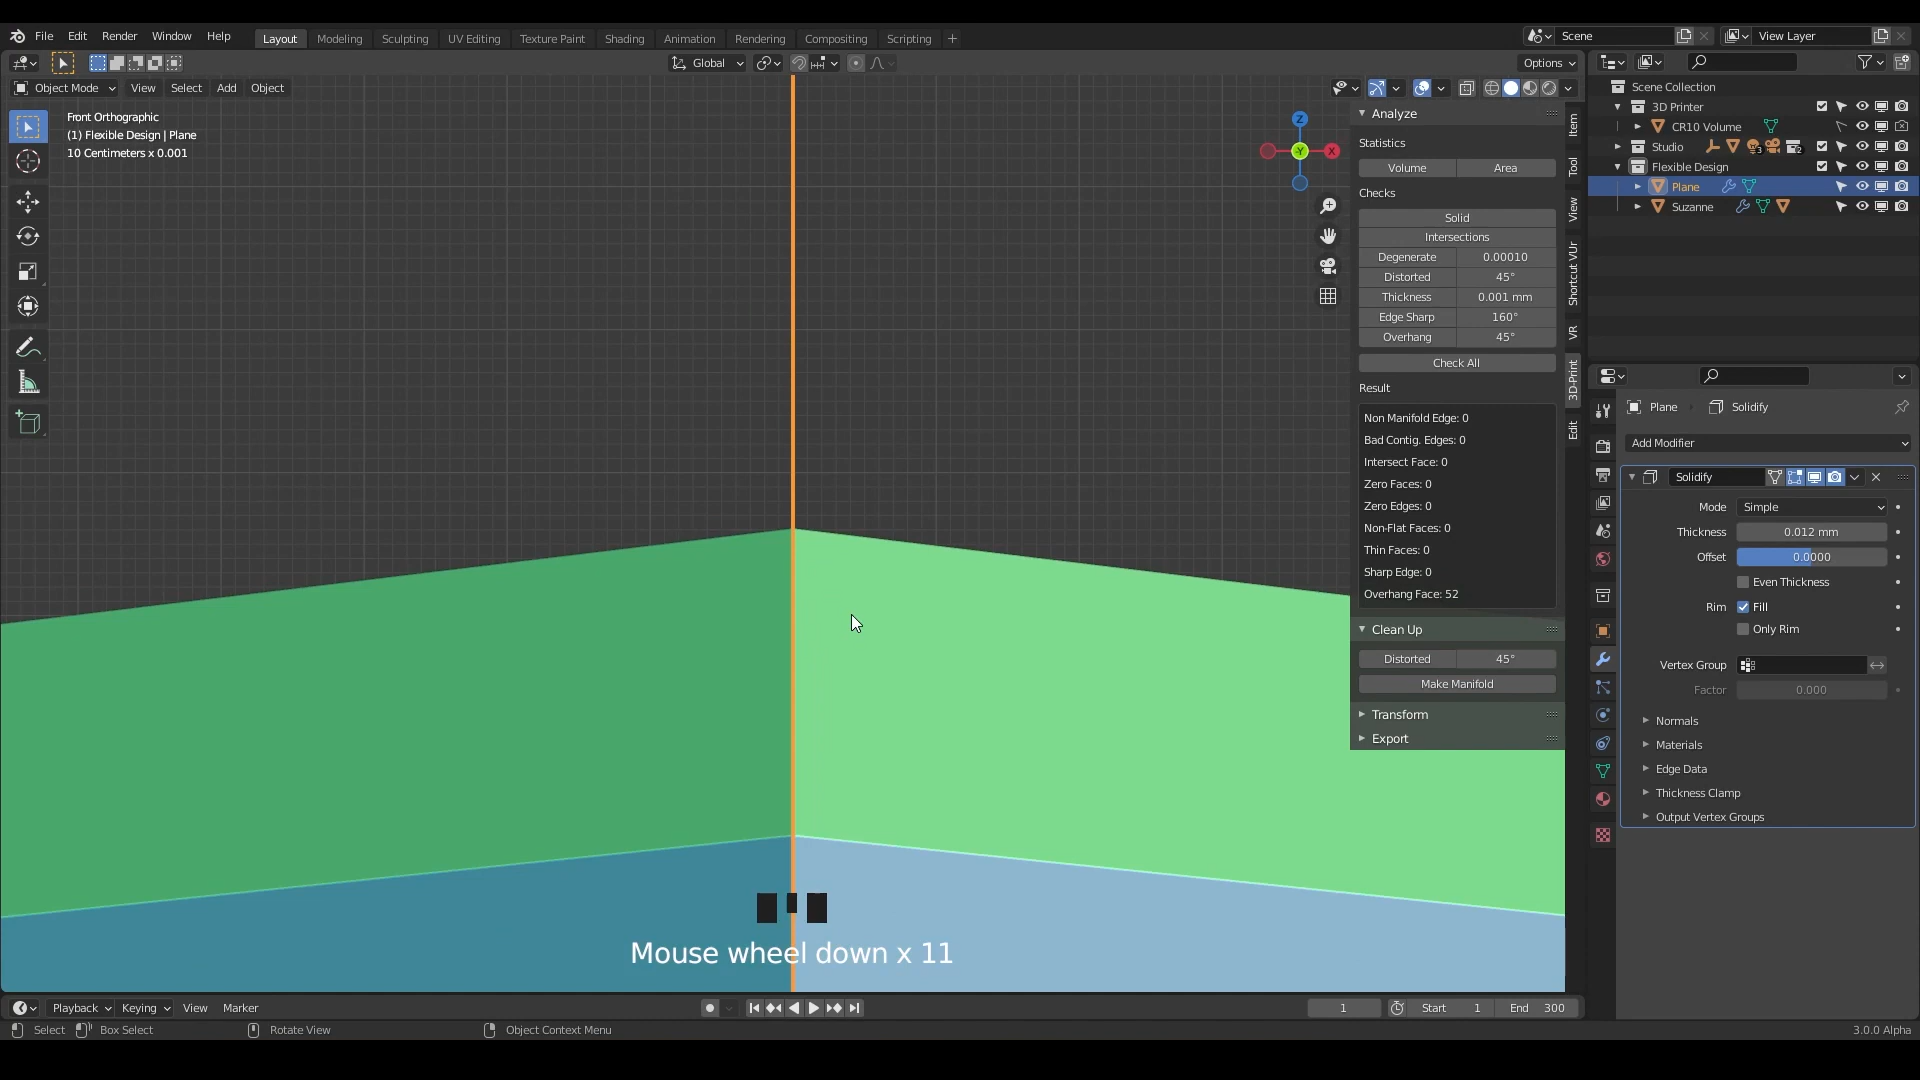 File Edit Render Window Help Layout Modeling Sculpting UV Editing Texture Paint Shading Animation Rendering Compositing Scripting + Scene View Layer
Global Options
Object Mode View Select Add Object
Front Orthographic
(1) Flexible Design | Plane
10 Centimeters x 0.001
Z
-Y X
Analyze
Statistics
Volume Area
Checks
Solid
Intersections
Degenerate 0.00010
Distorted 45°
Thickness 0.001 mm
Edge Sharp 160°
Overhang 45°
Check All
Result
Non Manifold Edge: 0
Bad Contig. Edges: 0
Intersect Face: 0
Zero Faces: 0
Zero Edges: 0
Non-Flat Faces: 0
Thin Faces: 0
Sharp Edge: 0
Overhang Face: 52
Clean Up
Distorted 45°
Make Manifold
Transform
Export
Item
Tool
View
Shortcut VUr
VR
3D-Print
Edit
Scene Collection
3D Printer
CR10 Volume
Studio 3 2
Flexible Design
Plane
Suzanne
Plane Solidify
Add Modifier
Solidify
Mode Simple
Thickness 0.012 mm
Offset 0.0000
Even Thickness
Rim Fill
Only Rim
Vertex Group
Factor 0.000
Normals
Materials
Edge Data
Thickness Clamp
Output Vertex Groups
Mouse wheel down x 11
Playback Keying View Marker 1 Start 1 End 300
Select Box Select Rotate View Object Context Menu 3.0.0 Alpha